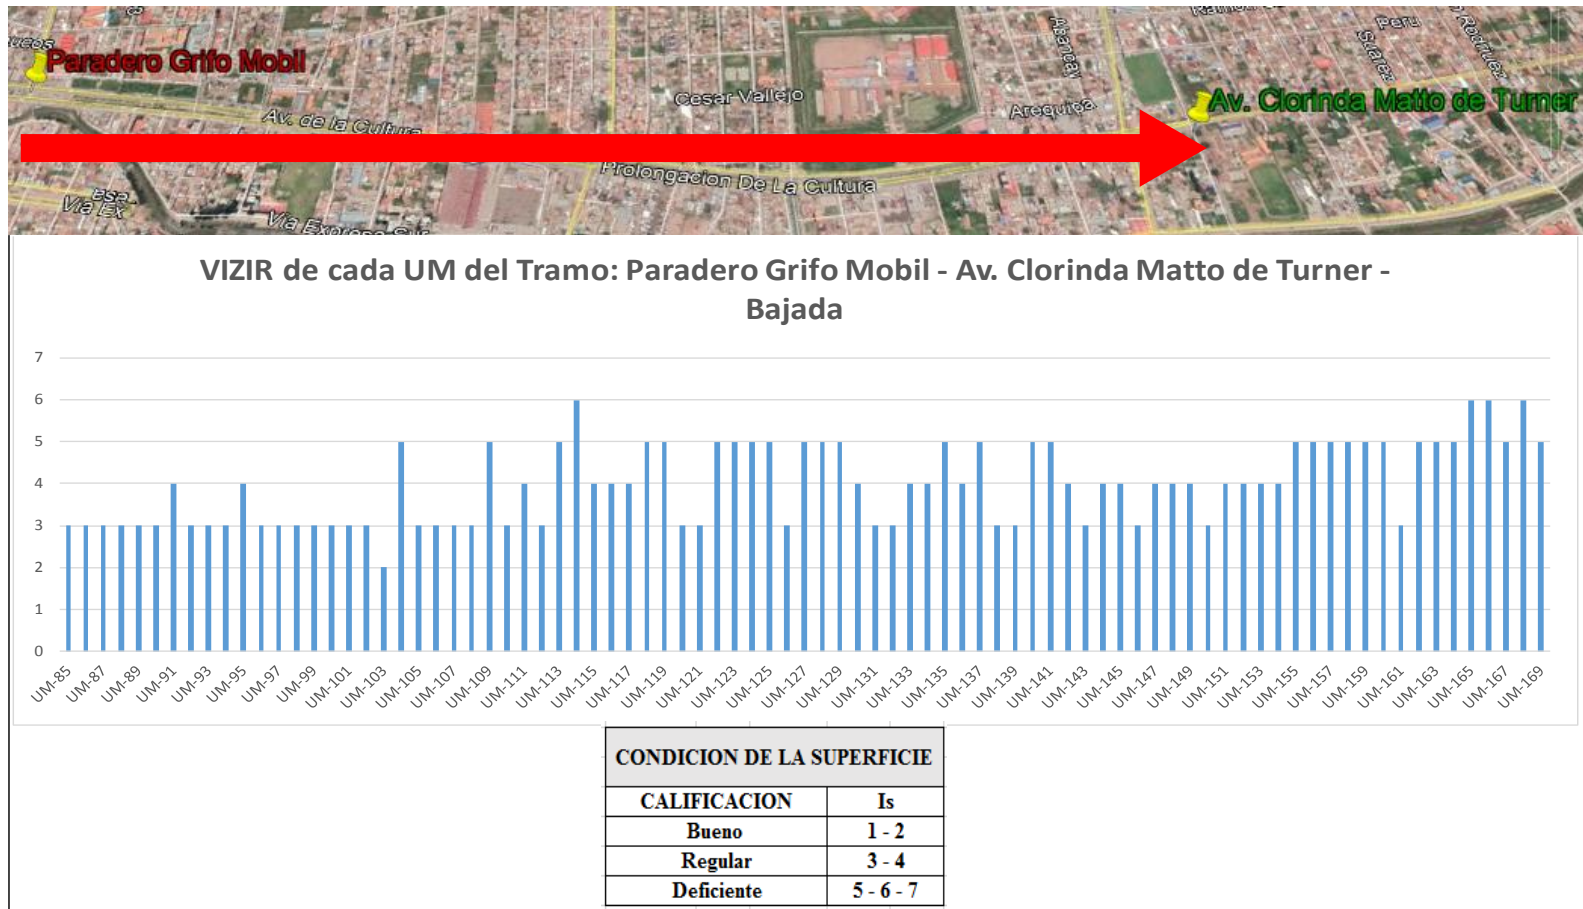 Paradero Grifo Mobil
Av. Clorinda Matto de Turner
Av. de la Cultura
Cesar Vallejo
Arequipa
Abancay
Peru
Suarez
Prolongacion De La Cultura
Via Ex
Via Expresa Sur
VIZIR de cada UM del Tramo: Paradero Grifo Mobil - Av. Clorinda Matto de Turner -
Bajada
7
6
5
4
3
2
1
0
UM-85 UM-87 UM-89 UM-91 UM-93 UM-95 UM-97 UM-99 UM-101 UM-103 UM-105 UM-107 UM-109 UM-111 UM-113 UM-115 UM-117 UM-119 UM-121 UM-123 UM-125 UM-127 UM-129 UM-131 UM-133 UM-135 UM-137 UM-139 UM-141 UM-143 UM-145 UM-147 UM-149 UM-151 UM-153 UM-155 UM-157 UM-159 UM-161 UM-163 UM-165 UM-167 UM-169
CONDICION DE LA SUPERFICIE
CALIFICACION Is
Bueno 1 - 2
Regular 3 - 4
Deficiente 5 - 6 - 7